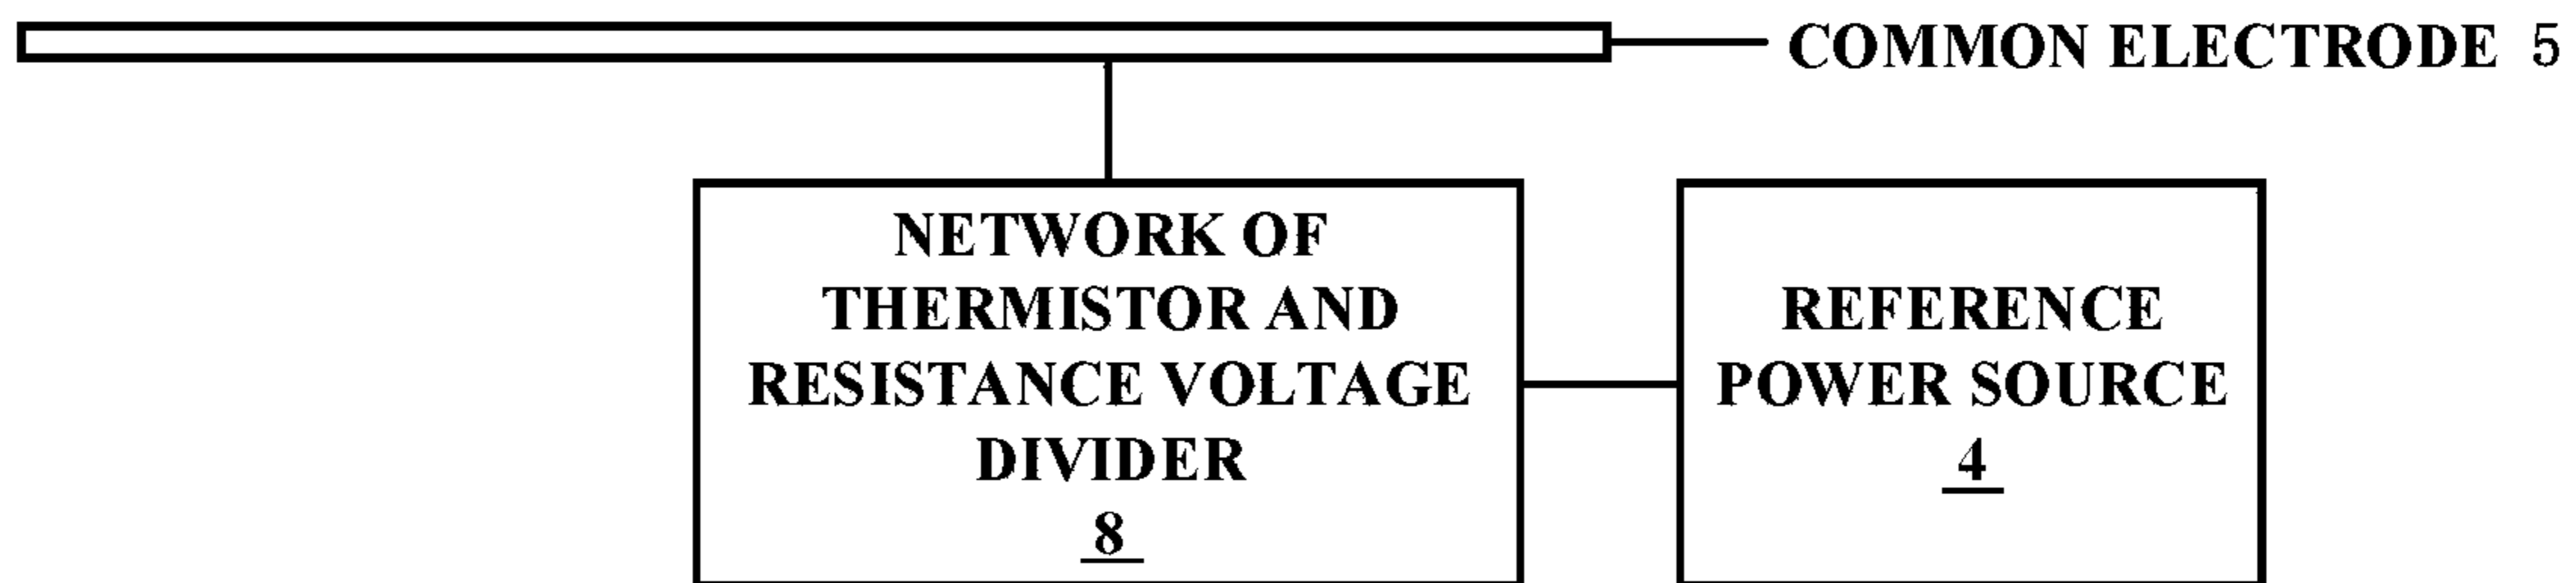 COMMON ELECTRODE 5
NETWORK OF
THERMISTOR AND
RESISTANCE VOLTAGE
DIVIDER
8
REFERENCE
POWER SOURCE
4